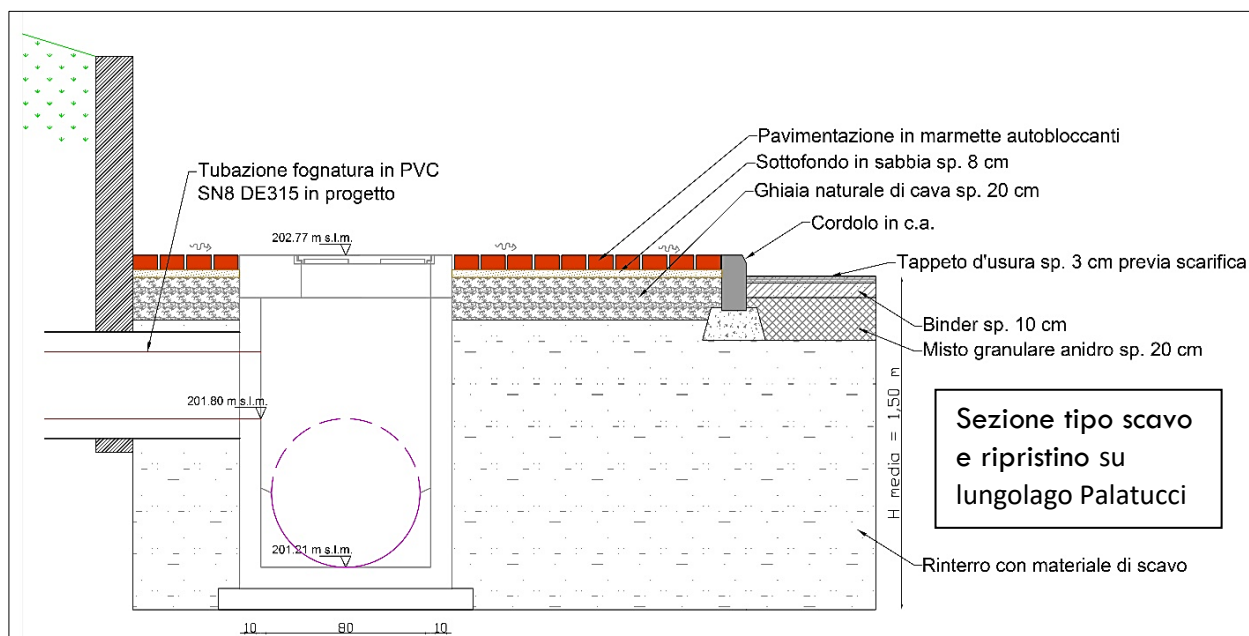 Pavimentazione in marmette autobloccanti
Tubazione fognatura in PVC
SN8 DE315 in progetto
Sottofondo in sabbia sp. 8 cm
Ghiaia naturale di cava sp. 20 cm
Cordolo in c.a.
202.77 m s.l.m.
Tappeto d'usura sp. 3 cm previa scarifica
Binder sp. 10 cm
Misto granulare anidro sp. 20 cm
201.80 m s.l.m.
H media = 1,50 m
Sezione tipo scavo
e ripristino su
lungolago Palatucci
201.21 m s.l.m.
Rinterro con materiale di scavo
10 80 10